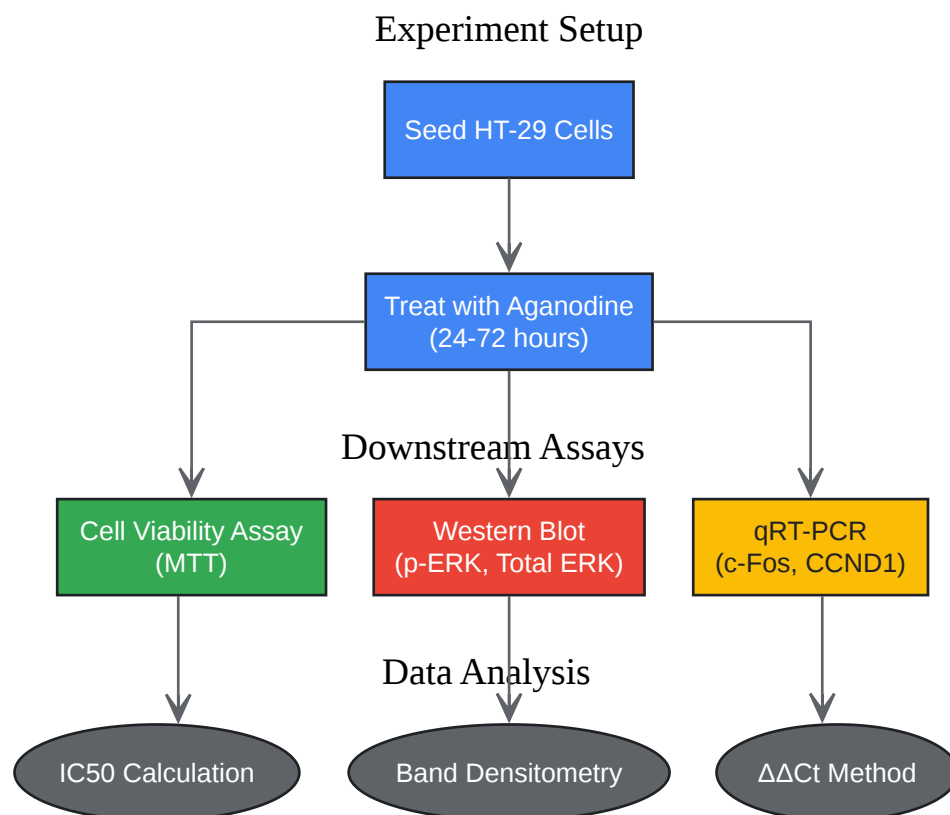 Experiment Setup
Seed HT-29 Cells
Treat with Aganodine
(24-72 hours)
Downstream Assays
Cell Viability Assay
(MTT)
Western Blot
(p-ERK, Total ERK)
qRT-PCR
(c-Fos, CCND1)
Data Analysis
IC50 Calculation
Band Densitometry
ΔΔCt Method